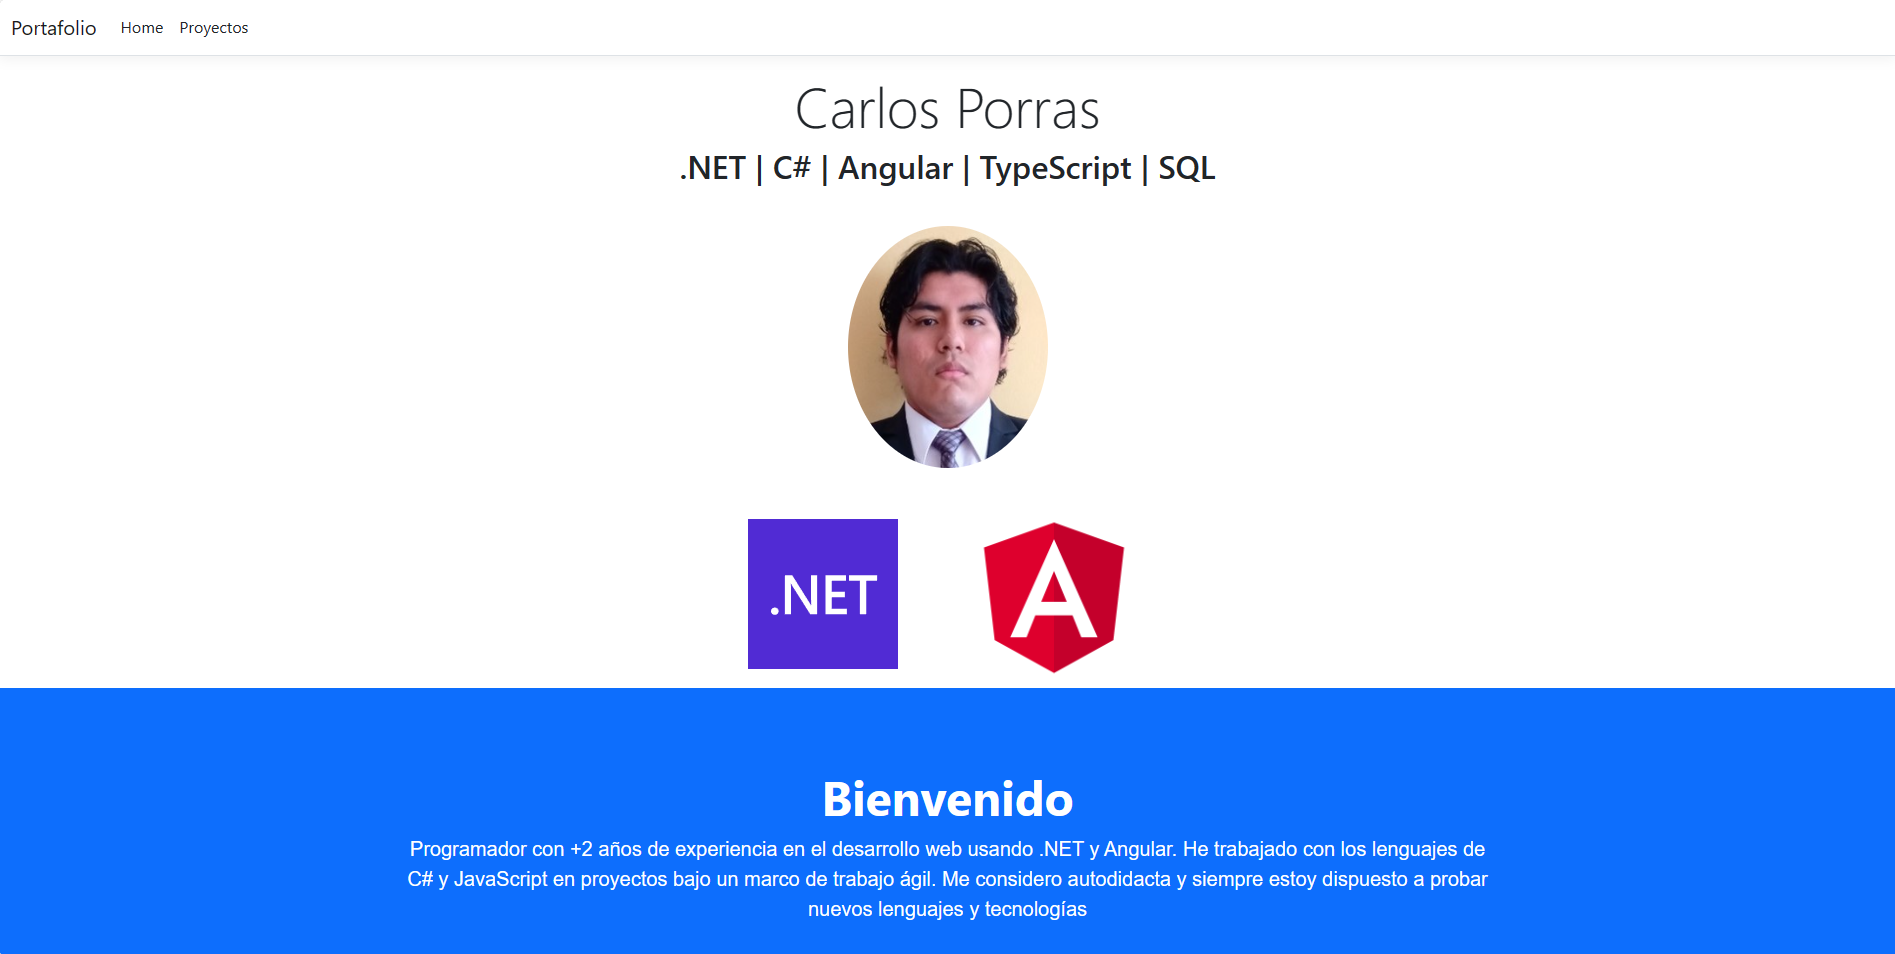 Portafolio Home Proyectos
Carlos Porras
.NET | C# | Angular | TypeScript | SQL
.NET A
Bienvenido
Programador con +2 años de experiencia en el desarrollo web usando .NET y Angular. He trabajado con los lenguajes de
C# y JavaScript en proyectos bajo un marco de trabajo ágil. Me considero autodidacta y siempre estoy dispuesto a probar
nuevos lenguajes y tecnologías